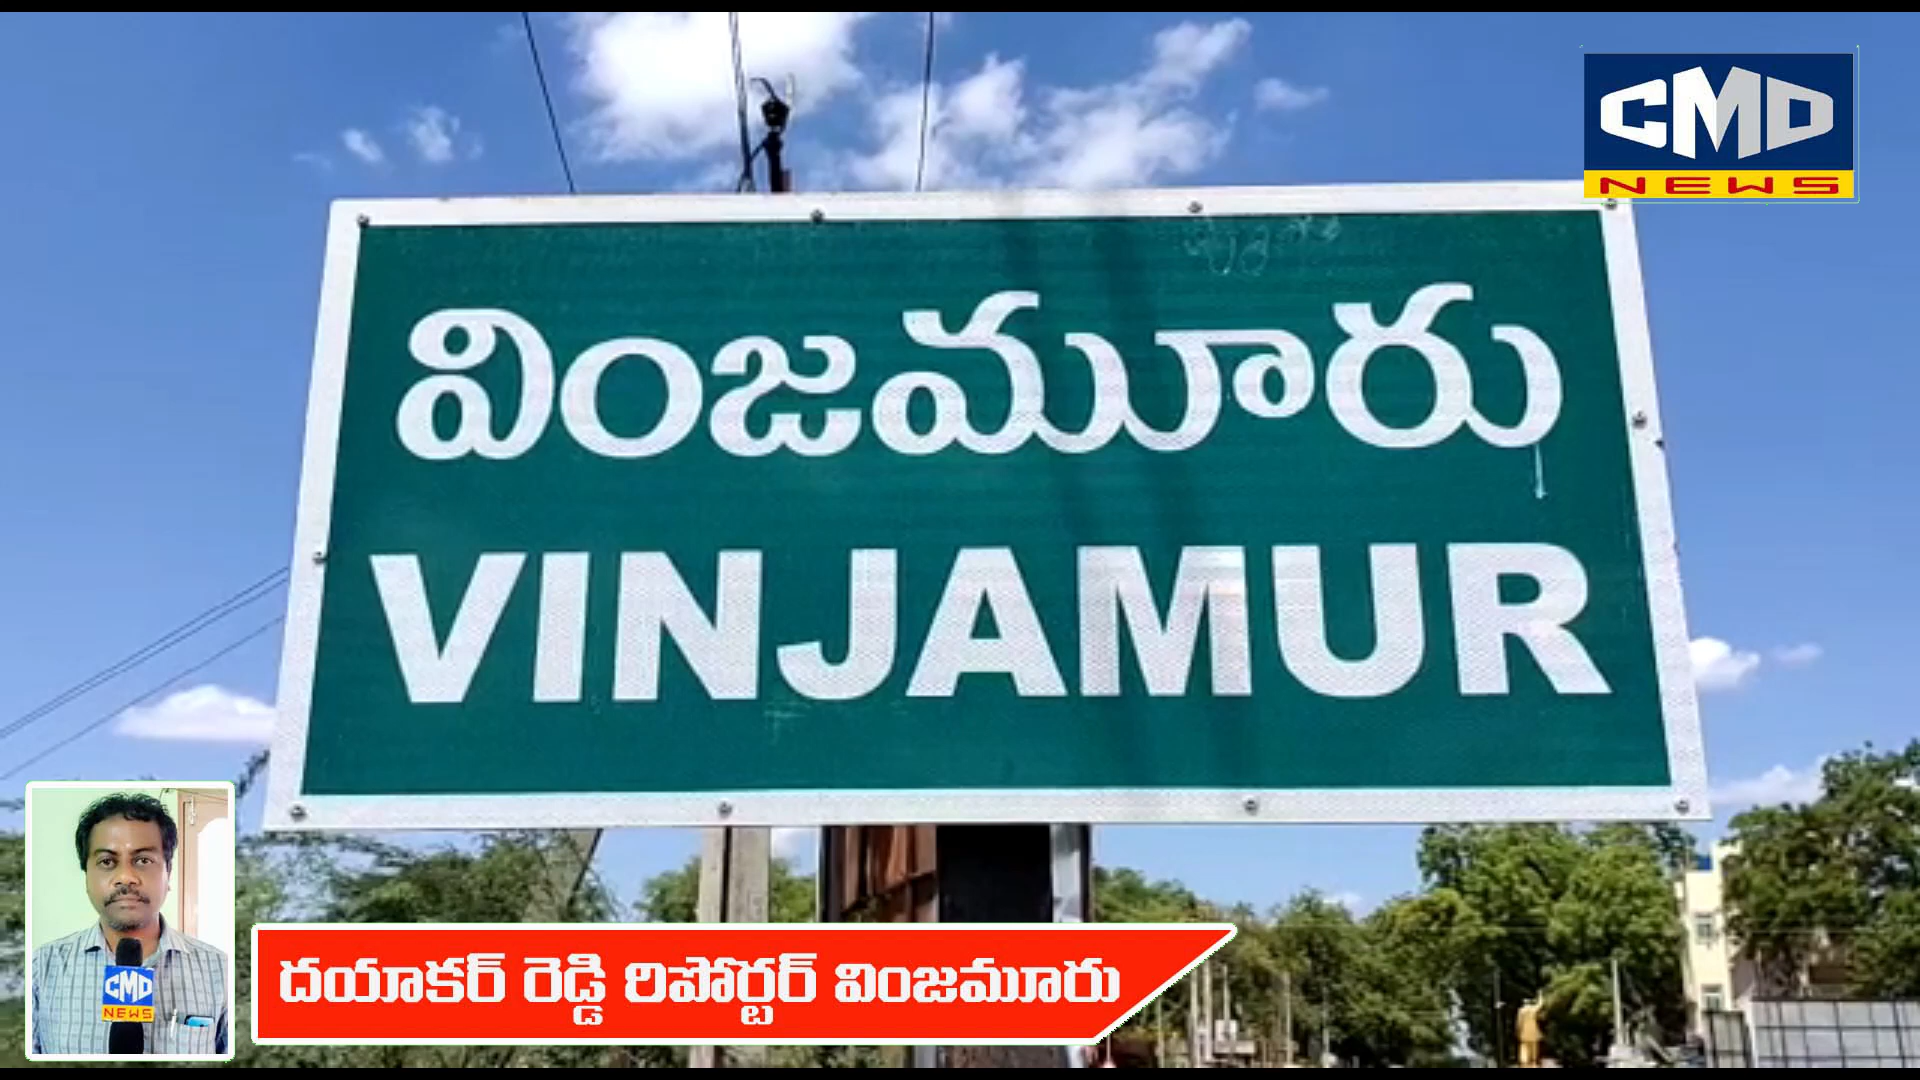 CMD
NEWS
వింజమూరు
VINJAMUR
CMD
NEWS
దయాకర్ రెడ్డి రిపోర్టర్ వింజమూరు